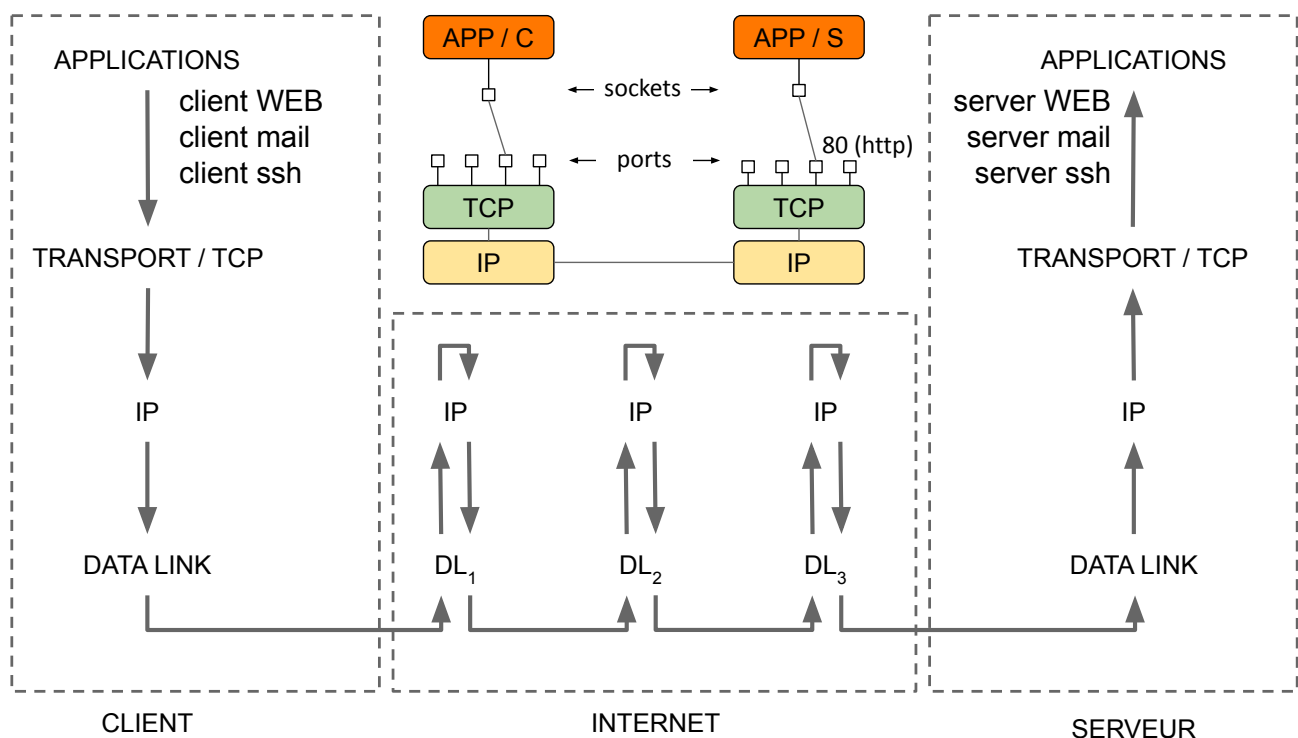 APP / C
APP / S
APPLICATIONS
client WEB
client mail
client ssh
sockets
ports
80 (http)
APPLICATIONS
server WEB
server mail
server ssh
TCP
TCP
TRANSPORT / TCP
IP
IP
TRANSPORT / TCP
IP
IP
IP
IP
IP
DATA LINK
DL1
DL2
DL3
DATA LINK
CLIENT
INTERNET
SERVEUR